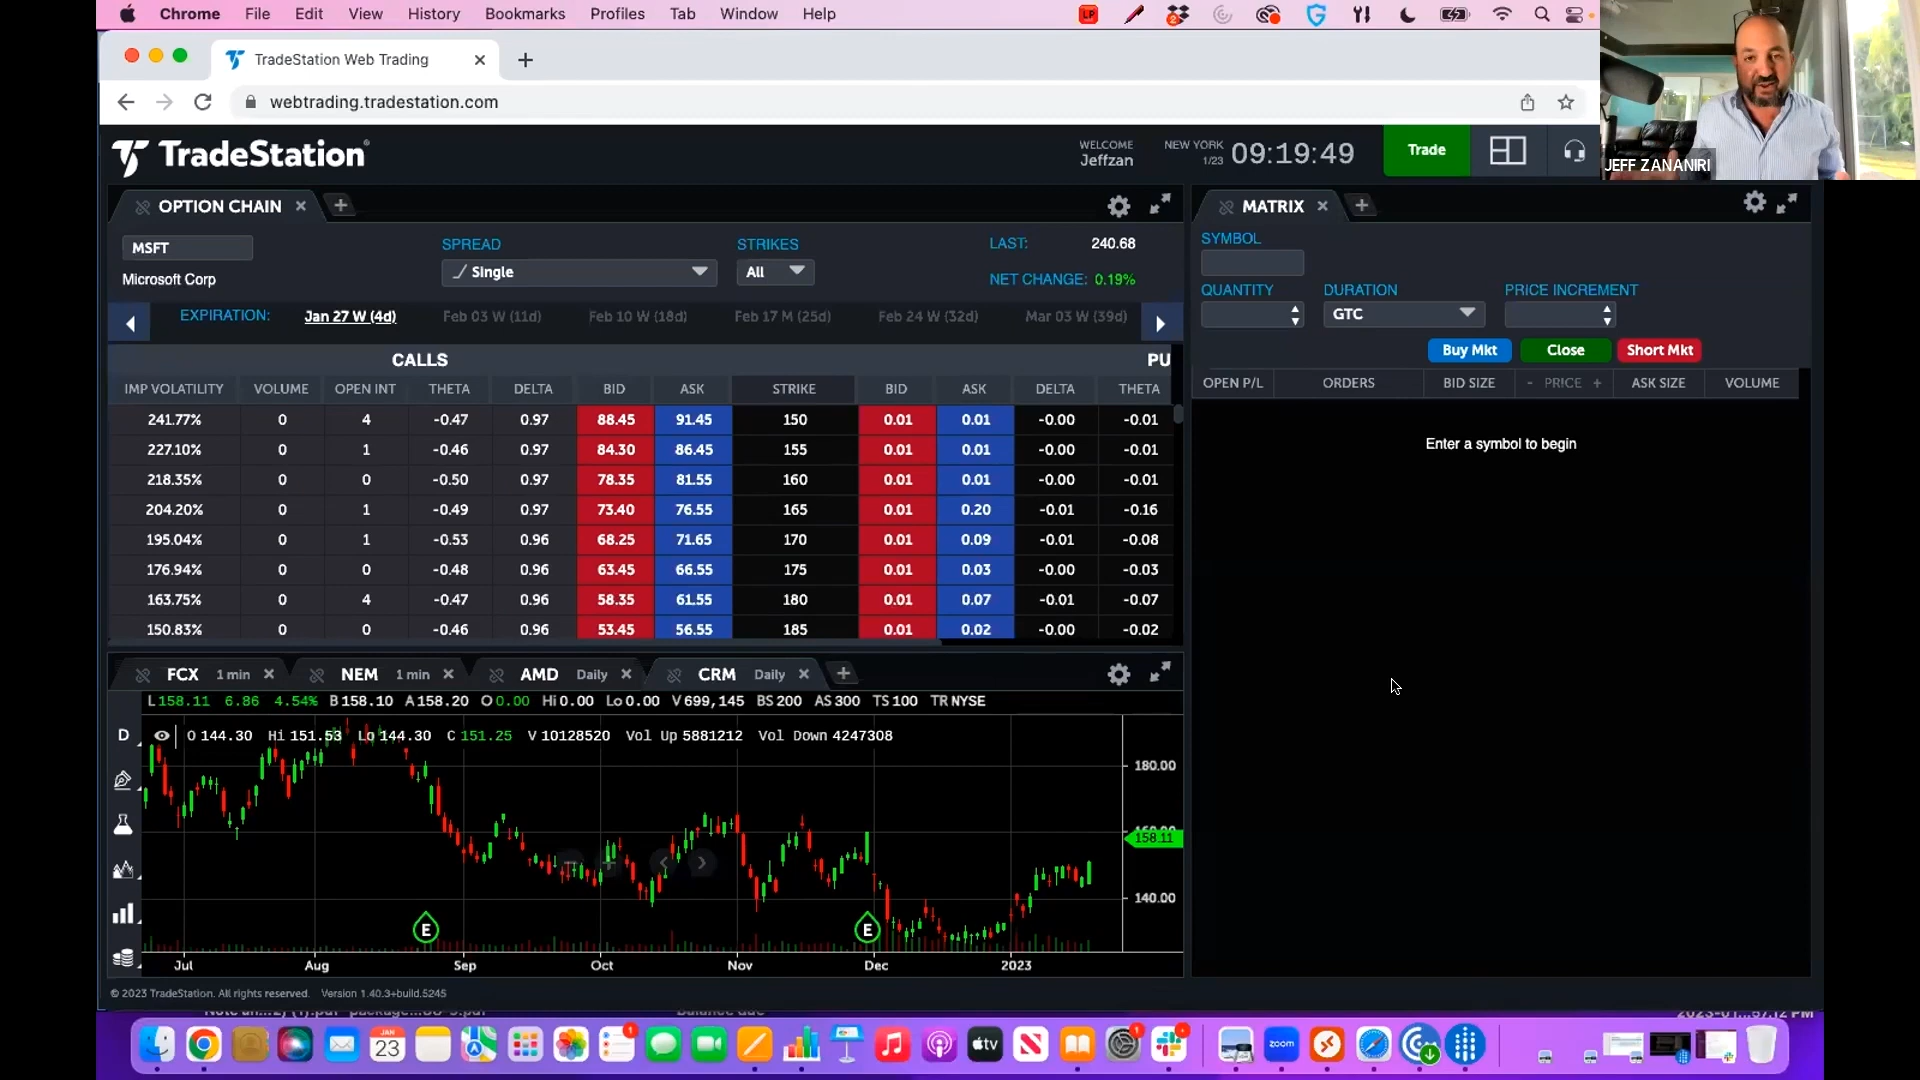 Chrome File Edit View History Bookmarks Profiles Tab Window Help
TradeStation Web Trading
webtrading.tradestation.com
JEFF ZANANIRI
TradeStation®
WELCOME
Jeffzan
NEW YORK
1/23
09:19:49
Trade
OPTION CHAIN
MSFT
Microsoft Corp
SPREAD
Single
STRIKES
All
LAST: 240.68
NET CHANGE: 0.19%
EXPIRATION: Jan 27 W (4d) Feb 03 W (11d) Feb 10 W (18d) Feb 17 M (25d) Feb 24 W (32d) Mar 03 W (39d)
CALLS PU
IMP VOLATILITY VOLUME OPEN INT THETA DELTA BID ASK STRIKE BID ASK DELTA THETA
241.77% 0 4 -0.47 0.97 88.45 91.45 150 0.01 0.01 -0.00 -0.01
227.10% 0 1 -0.46 0.97 84.30 86.45 155 0.01 0.01 -0.00 -0.01
218.35% 0 0 -0.50 0.97 78.35 81.55 160 0.01 0.01 -0.00 -0.01
204.20% 0 1 -0.49 0.97 73.40 76.55 165 0.01 0.20 -0.01 -0.16
195.04% 0 1 -0.53 0.96 68.25 71.65 170 0.01 0.09 -0.01 -0.08
176.94% 0 0 -0.48 0.96 63.45 66.55 175 0.01 0.03 -0.00 -0.03
163.75% 0 4 -0.47 0.96 58.35 61.55 180 0.01 0.07 -0.01 -0.07
150.83% 0 0 -0.46 0.96 53.45 56.55 185 0.01 0.02 -0.00 -0.02
MATRIX
SYMBOL
QUANTITY DURATION PRICE INCREMENT
GTC
Buy Mkt Close Short Mkt
OPEN P/L ORDERS BID SIZE - PRICE + ASK SIZE VOLUME
Enter a symbol to begin
FCX 1 min NEM 1 min AMD Daily CRM Daily
L 158.11 6.86 4.54% B 158.10 A 158.20 O 0.00 Hi 0.00 Lo 0.00 V 699,145 BS 200 AS 300 TS 100 TR NYSE
D O 144.30 Hi 151.53 Lo 144.30 C 151.25 V 10128520 Vol Up 5881212 Vol Down 4247308
180.00
158.11
140.00
E E
Jul Aug Sep Oct Nov Dec 2023
© 2023 TradeStation. All rights reserved. Version 1.40.3+build.5245
JAN
23
tv
zoom